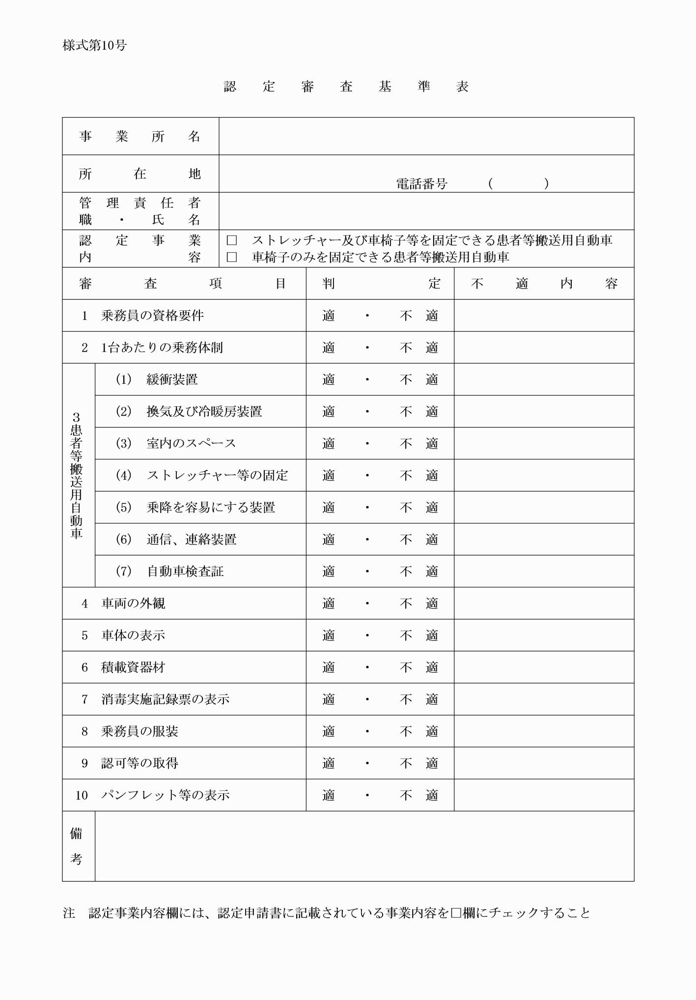 様式第10号
認定審査基準表
事業所名
所在地
電話番号　　（　　　　）
管理責任者
職・氏名
認定事業
内容
□　ストレッチャー及び車椅子等を固定できる患者等搬送用自動車
□　車椅子のみを固定できる患者等搬送用自動車
審査項目　判定　不適内容
1　乗務員の資格要件　適　・　不適
2　1台あたりの乗務体制　適　・　不適
3患者等搬送用自動車
(1)　緩衝装置　適　・　不適
(2)　換気及び冷暖房装置　適　・　不適
(3)　室内のスペース　適　・　不適
(4)　ストレッチャー等の固定　適　・　不適
(5)　乗降を容易にする装置　適　・　不適
(6)　通信、連絡装置　適　・　不適
(7)　自動車検査証　適　・　不適
4　車両の外観　適　・　不適
5　車体の表示　適　・　不適
6　積載資器材　適　・　不適
7　消毒実施記録票の表示　適　・　不適
8　乗務員の服装　適　・　不適
9　認可等の取得　適　・　不適
10　パンフレット等の表示　適　・　不適
備考
注　認定事業内容欄には、認定申請書に記載されている事業内容を□欄にチェックすること